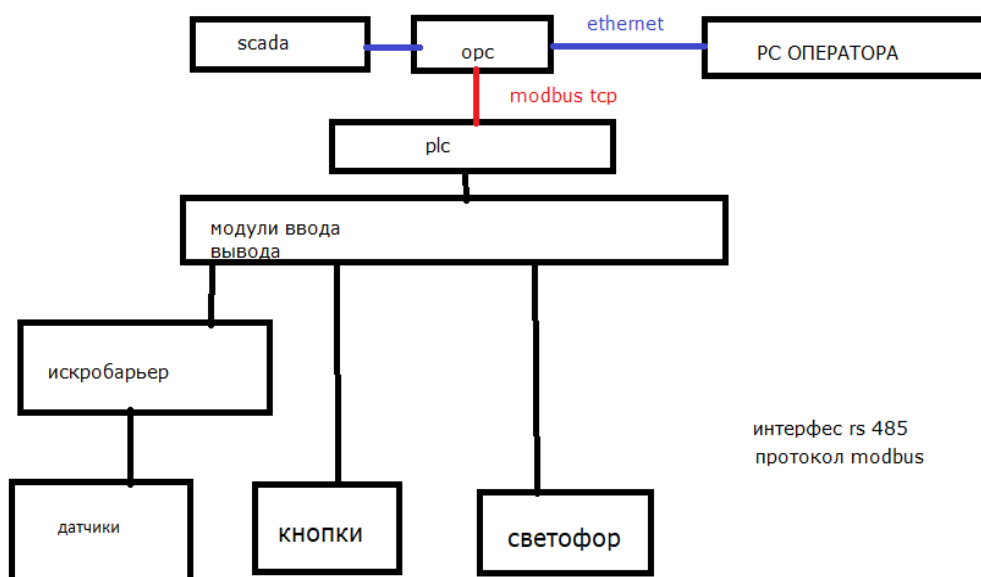 ethernet
scada
opc
РС ОПЕРАТОРА
modbus tcp
plc
модули ввода
вывода
искробарьер
интерфес rs 485
протокол modbus
датчики
кнопки
светофор